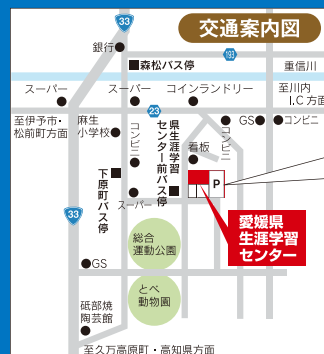 交通案内図
33
銀行
193
森松バス停
重信川
スーパー
スーパー
コインランドリー
至川内
I.C方面
23
至伊予市・
松前町方面
麻生
小学校
コンビニ
県生涯学習
センター前バス停
看板
コンビニ
GS
コンビニ
下原町バス停
スーパー
P
33
愛媛県
生涯学習
センター
総合
運動公園
GS
とべ
動物園
砥部焼
陶芸館
至久万高原町・高知県方面